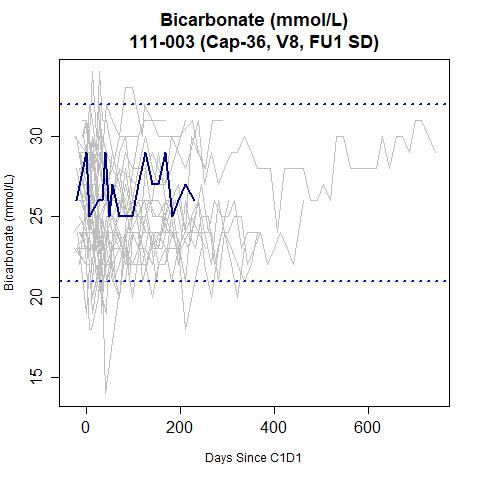 Bicarbonate (mmol/L)
111-003 (Cap-36, V8, FU1 SD)
Bicarbonate (mmol/L)
30
25
20
15
0 200 400 600
Days Since C1D1